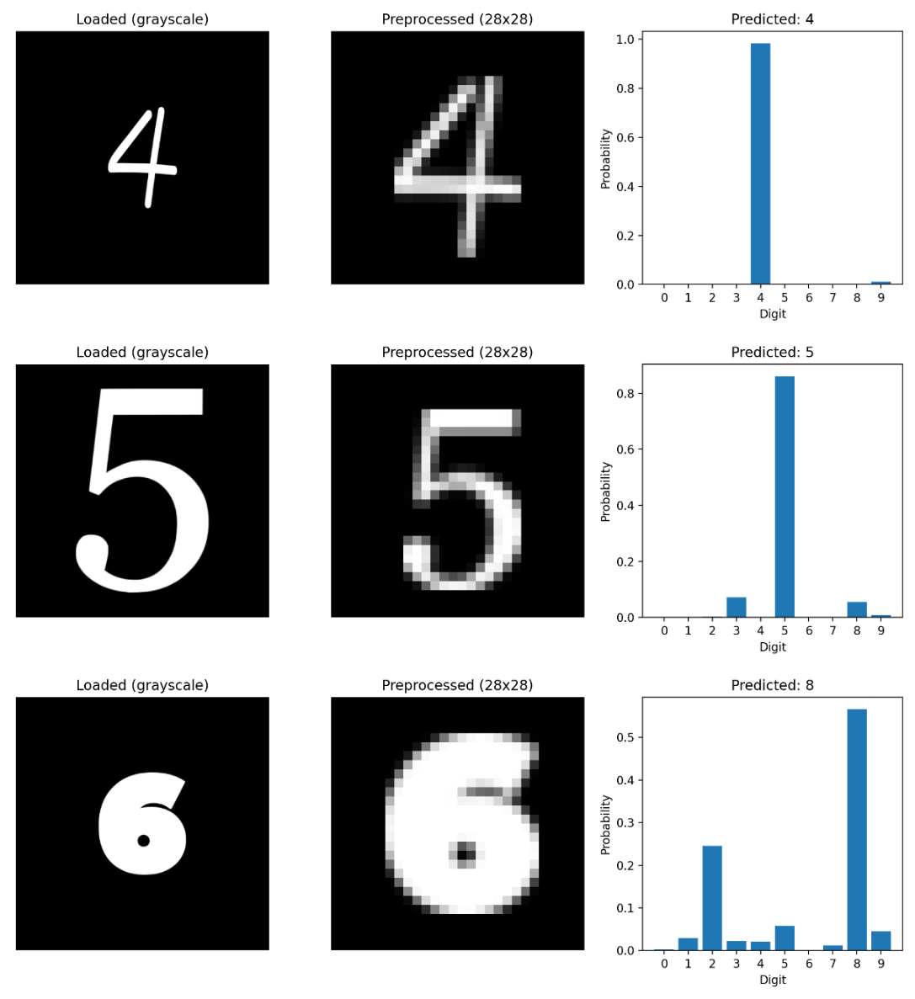 Loaded (grayscale)
Preprocessed (28x28)
Predicted: 4
4
4
1.0
0.8
0.6
0.4
0.2
0.0
Probability
0 1 2 3 4 5 6 7 8 9
Digit
Loaded (grayscale)
Preprocessed (28x28)
Predicted: 5
5
5
0.8
0.6
0.4
0.2
0.0
Probability
0 1 2 3 4 5 6 7 8 9
Digit
Loaded (grayscale)
Preprocessed (28x28)
Predicted: 8
6
6
0.5
0.4
0.3
0.2
0.1
0.0
Probability
0 1 2 3 4 5 6 7 8 9
Digit